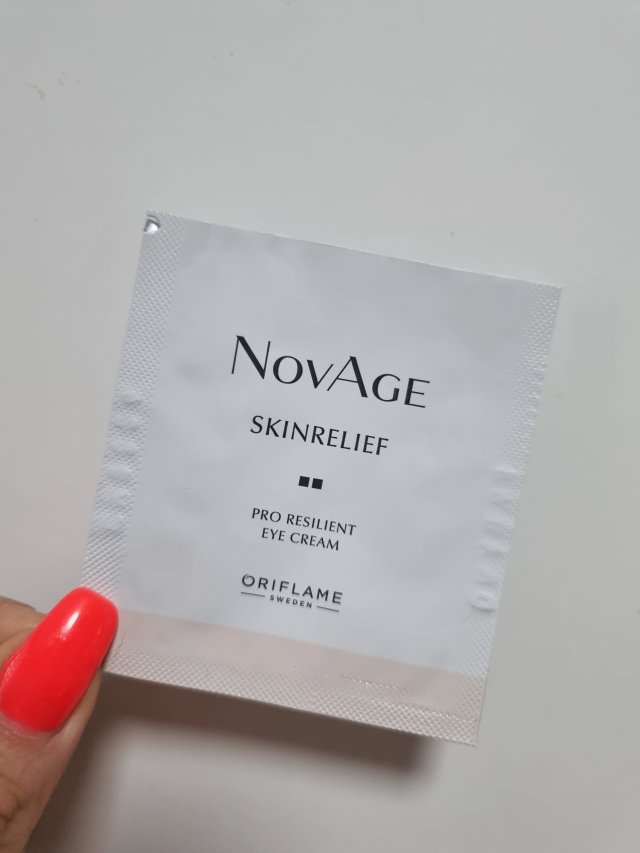 NOVAGE
SKINRELIEF
PRO RESILIENT
EYE CREAM
ORIFLAME
SWEDEN